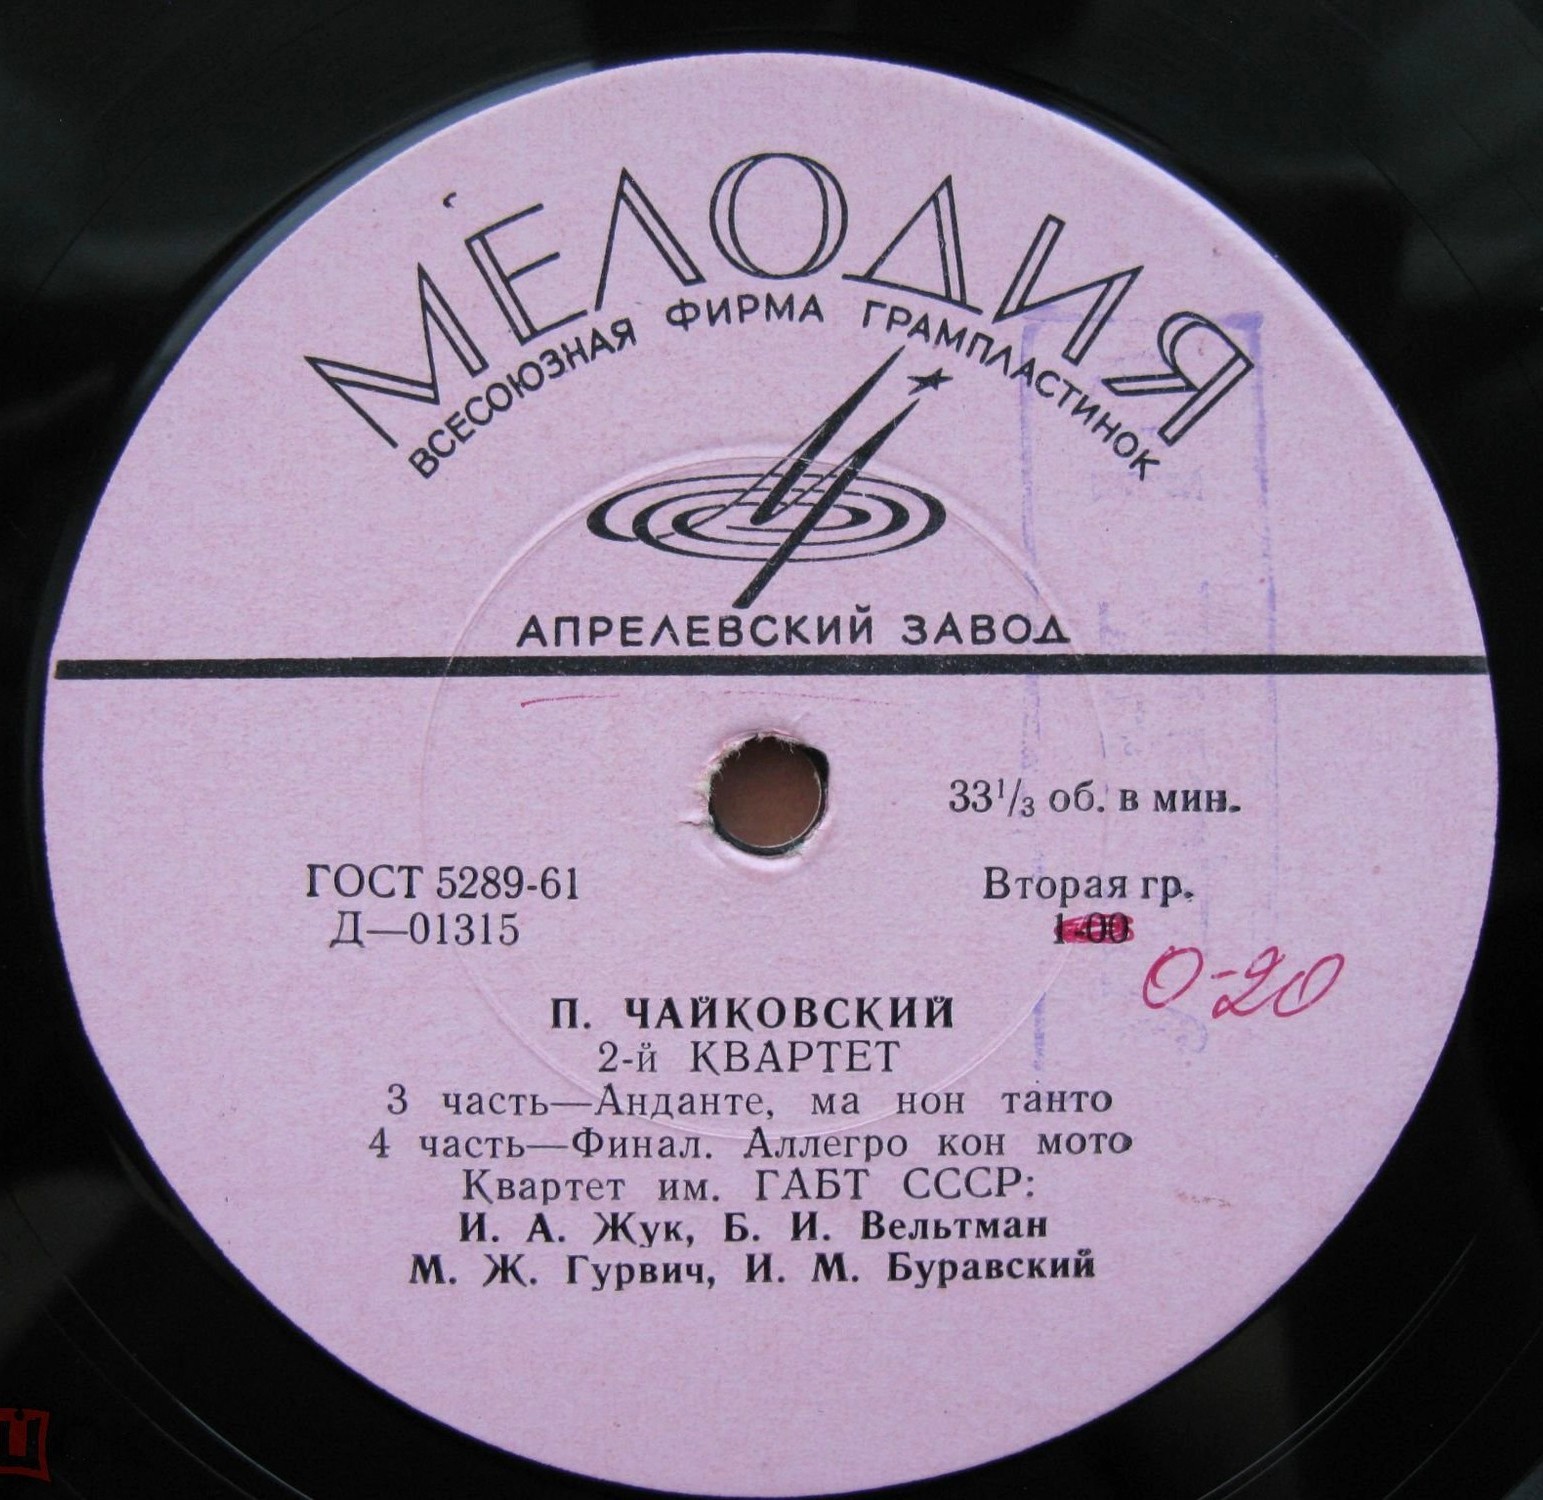 МЕЛОДИЯ
ВСЕСОЮЗНАЯ ФИРМА ГРАМПЛАСТИНОК
АПРЕЛЕВСКИЙ ЗАВОД
33 1/3 об. в мин.
ГОСТ 5289-61
Вторая гр.
Д—01315
1-00
0-20
П. ЧАЙКОВСКИЙ
2-й КВАРТЕТ
3 часть—Анданте, ма нон танто
4 часть—Финал. Аллегро кон мото
Квартет им. ГАБТ СССР:
И. А. Жук, Б. И. Вельтман
М. Ж. Гурвич, И. М. Буравский